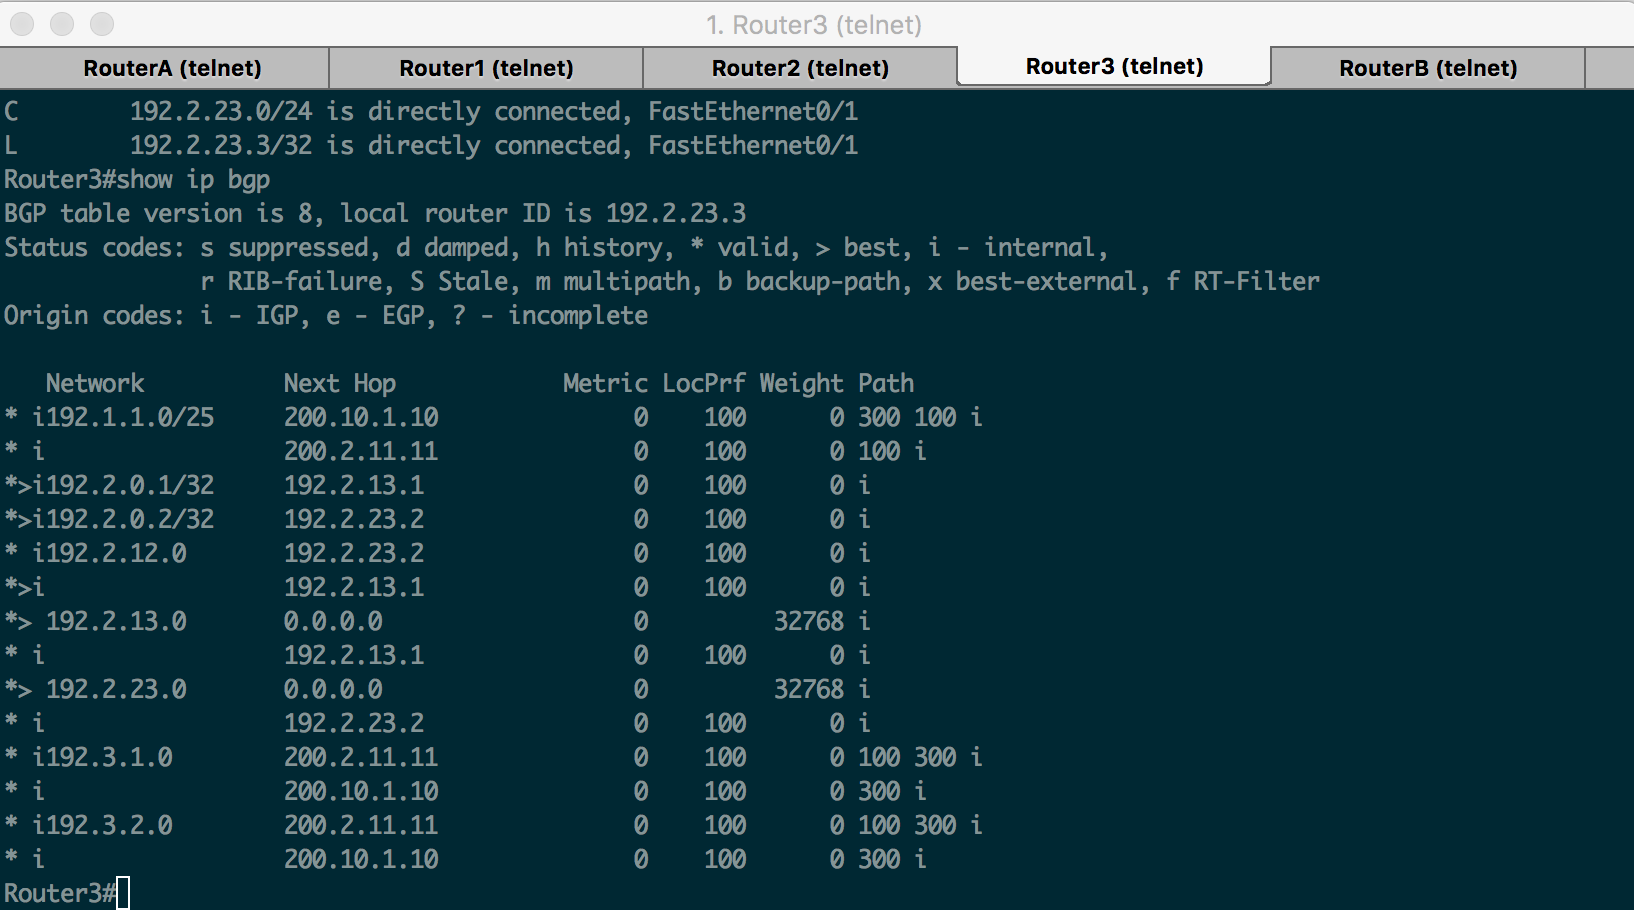 1. Router3 (telnet)
RouterA (telnet) Router1 (telnet) Router2 (telnet) Router3 (telnet) RouterB (telnet)
C        192.2.23.0/24 is directly connected, FastEthernet0/1
L        192.2.23.3/32 is directly connected, FastEthernet0/1
Router3#show ip bgp
BGP table version is 8, local router ID is 192.2.23.3
Status codes: s suppressed, d damped, h history, * valid, > best, i - internal,
              r RIB-failure, S Stale, m multipath, b backup-path, x best-external, f RT-Filter
Origin codes: i - IGP, e - EGP, ? - incomplete
   Network          Next Hop            Metric LocPrf Weight Path
* i192.1.1.0/25     200.10.1.10              0    100      0 300 100 i
* i                 200.2.11.11              0    100      0 100 i
*>i192.2.0.1/32     192.2.13.1               0    100      0 i
*>i192.2.0.2/32     192.2.23.2               0    100      0 i
* i192.2.12.0       192.2.23.2               0    100      0 i
*>i                 192.2.13.1               0    100      0 i
*> 192.2.13.0       0.0.0.0                  0         32768 i
* i                 192.2.13.1               0    100      0 i
*> 192.2.23.0       0.0.0.0                  0         32768 i
* i                 192.2.23.2               0    100      0 i
* i192.3.1.0        200.2.11.11              0    100      0 100 300 i
* i                 200.10.1.10              0    100      0 300 i
* i192.3.2.0        200.2.11.11              0    100      0 100 300 i
* i                 200.10.1.10              0    100      0 300 i
Router3#